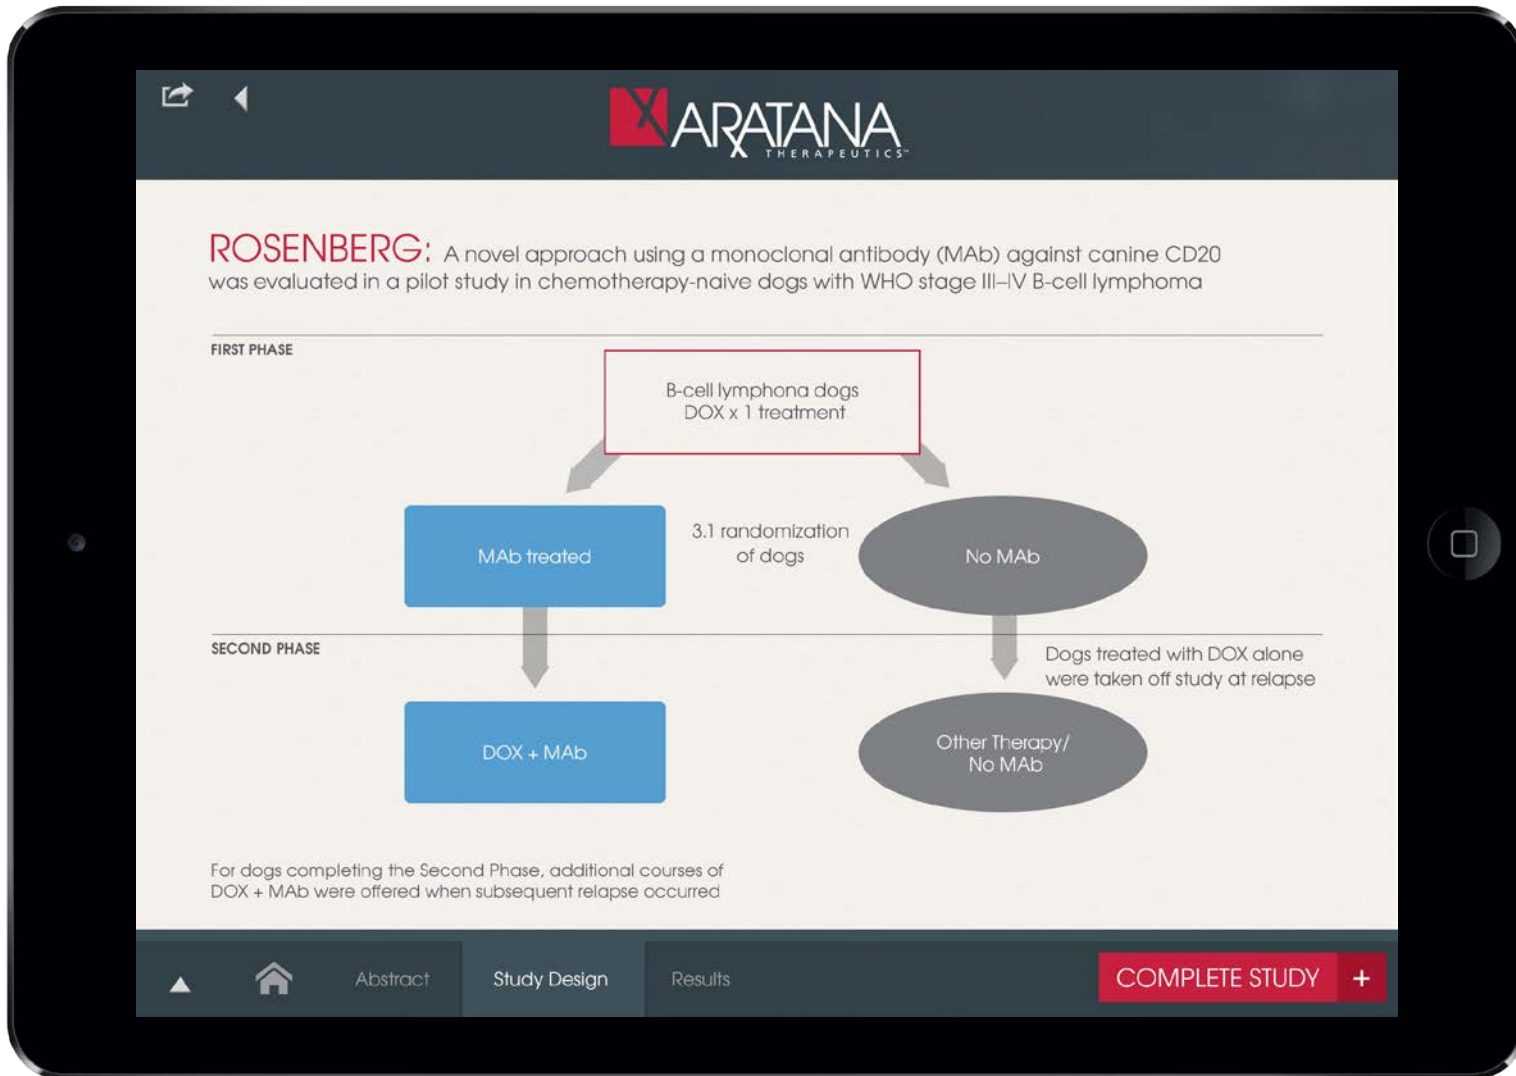 ARATANA
THERAPEUTICS™
ROSENBERG: A novel approach using a monoclonal antibody (MAb) against canine CD20
was evaluated in a pilot study in chemotherapy-naive dogs with WHO stage III–IV B-cell lymphoma
FIRST PHASE
B-cell lymphona dogs
DOX x 1 treatment
MAb treated
3.1 randomization
of dogs
No MAb
SECOND PHASE
Dogs treated with DOX alone
were taken off study at relapse
DOX + MAb
Other Therapy/
No MAb
For dogs completing the Second Phase, additional courses of
DOX + MAb were offered when subsequent relapse occurred
Abstract
Study Design
Results
COMPLETE STUDY +